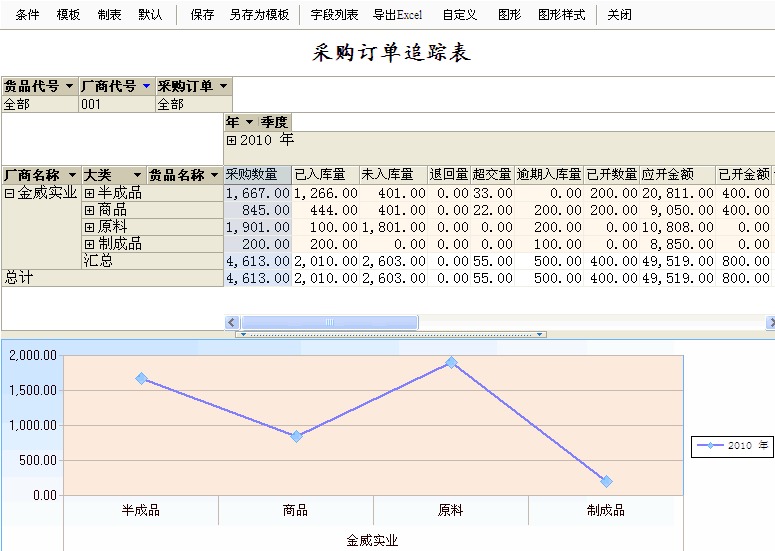 条件 模板 制表 默认 保存 另存为模板 字段列表 导出Excel 自定义 图形 图形样式 关闭
采购订单追踪表
货品代号 厂商代号 采购订单
全部 001 全部
年 季度
2010 年
厂商名称 大类 货品名称 采购数量 已入库量 未入库量 退回量 超交量 逾期入库量 已开数量 应开金额 已开金额
金威实业 半成品 1,667.00 1,266.00 401.00 0.00 33.00 0.00 200.00 20,811.00 400.00
商品 845.00 444.00 401.00 0.00 22.00 200.00 200.00 9,050.00 400.00
原料 1,901.00 100.00 1,801.00 0.00 0.00 200.00 0.00 10,808.00 0.00
制成品 200.00 200.00 0.00 0.00 0.00 100.00 0.00 8,850.00 0.00
汇总 4,613.00 2,010.00 2,603.00 0.00 55.00 500.00 400.00 49,519.00 800.00
总计 4,613.00 2,010.00 2,603.00 0.00 55.00 500.00 400.00 49,519.00 800.00
2,000.00
1,500.00
1,000.00
500.00
0.00
2010 年
半成品 商品 原料 制成品
金威实业